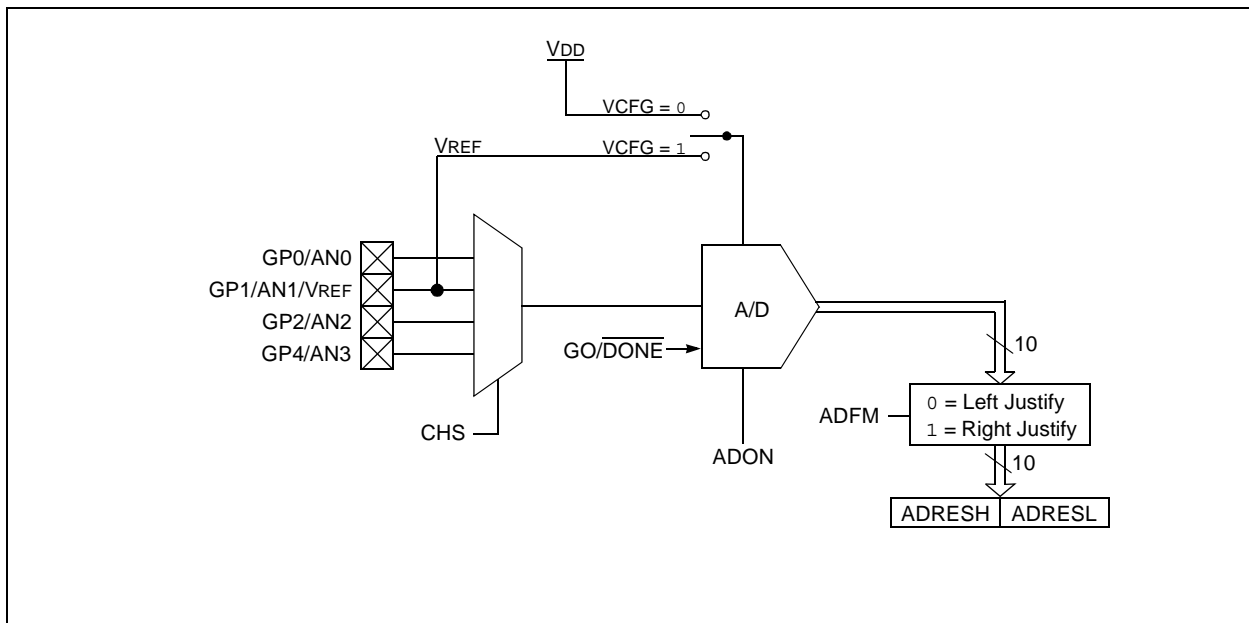 VDD
VCFG = 0
VREF
VCFG = 1
GP0/AN0
GP1/AN1/VREF
GP2/AN2
GP4/AN3
A/D
GO/DONE
10
CHS
ADON
ADFM
0 = Left Justify
1 = Right Justify
10
ADRESH ADRESL